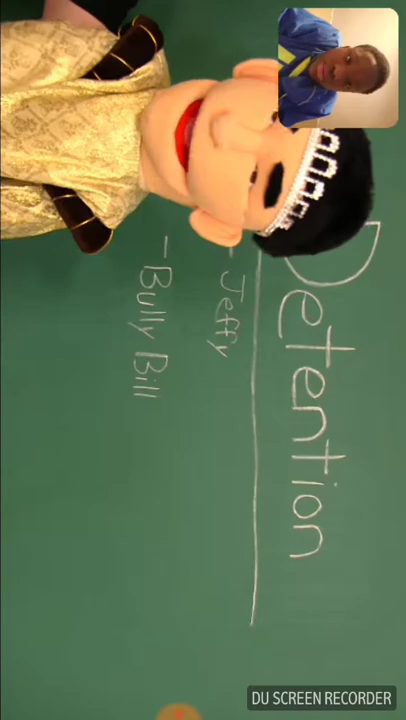 Detention
- Jeffy
- Bully Bill
DU SCREEN RECORDER